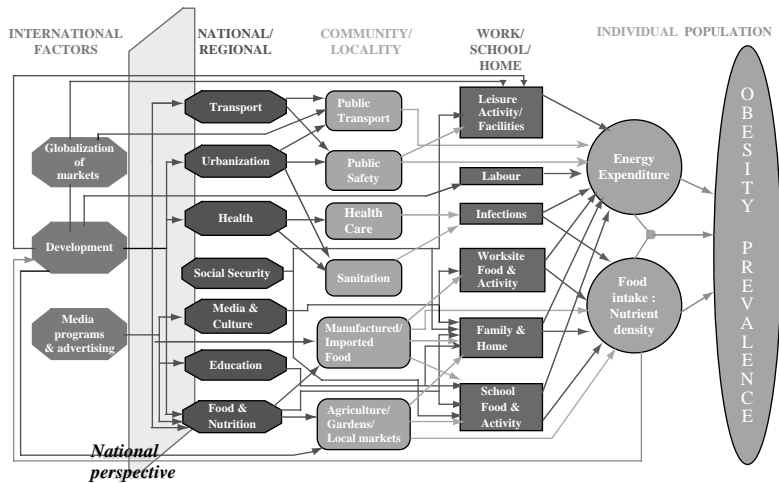 INTERNATIONAL
FACTORS
NATIONAL/
REGIONAL
COMMUNITY/
LOCALITY
WORK/
SCHOOL/
HOME
INDIVIDUAL
POPULATION
Globalization
of
markets
Development
Media
programs
& advertising
Transport
Urbanization
Health
Social Security
Media &
Culture
Education
Food &
Nutrition
National
perspective
Public
Transport
Public
Safety
Health
Care
Sanitation
Manufactured/
Imported
Food
Agriculture/
Gardens/
Local markets
Leisure
Activity/
Facilities
Labour
Infections
Worksite
Food &
Activity
Family &
Home
School
Food &
Activity
Energy
Expenditure
Food
intake :
Nutrient
density
OBESITY PREVALENCE